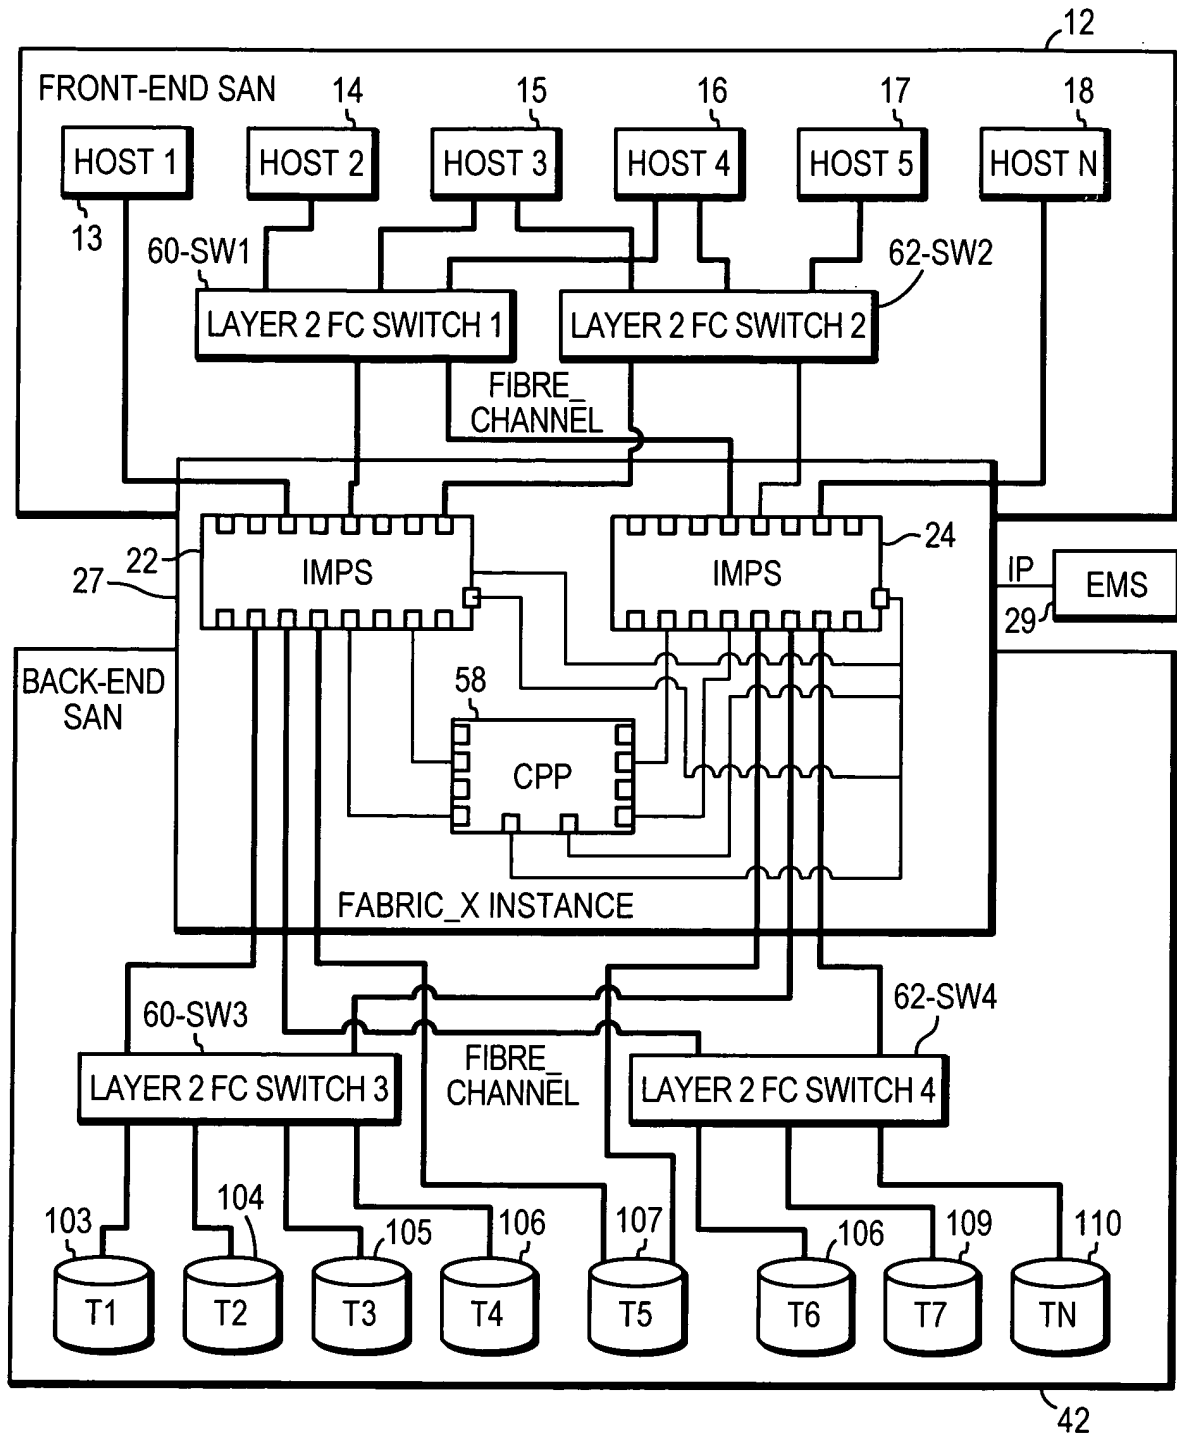 12
FRONT-END SAN
14
15
16
17
18
HOST 1
HOST 2
HOST 3
HOST 4
HOST 5
HOST N
13
60-SW1
62-SW2
LAYER 2 FC SWITCH 1
LAYER 2 FC SWITCH 2
FIBRE_
CHANNEL
22
IMPS
IMPS
24
27
IP
EMS
29
BACK-END
SAN
58
CPP
FABRIC_X INSTANCE
60-SW3
62-SW4
FIBRE_
CHANNEL
LAYER 2 FC SWITCH 3
LAYER 2 FC SWITCH 4
103
104
105
106
107
106
109
110
T1
T2
T3
T4
T5
T6
T7
TN
42